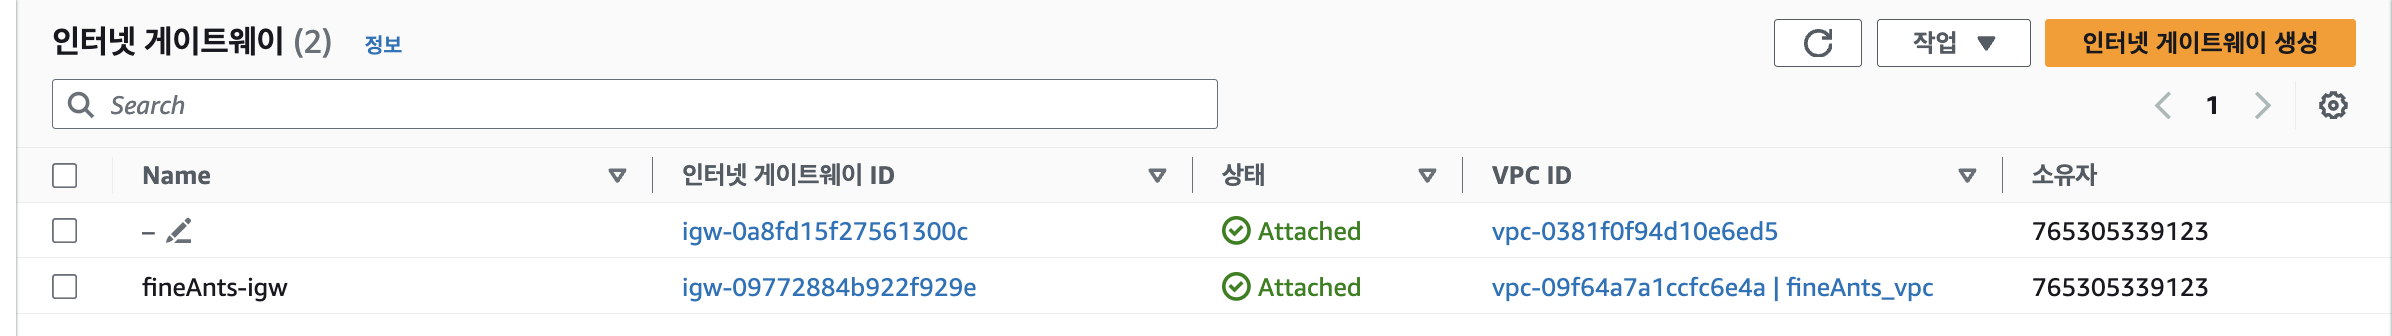 인터넷 게이트웨이 (2) 정보 작업 인터넷 게이트웨이 생성
Search 1
Name 인터넷 게이트웨이 ID 상태 VPC ID 소유자
– igw-0a8fd15f27561300c Attached vpc-0381f0f94d10e6ed5 765305339123
fineAnts-igw igw-09772884b922f929e Attached vpc-09f64a7a1ccfc6e4a | fineAnts_vpc 765305339123